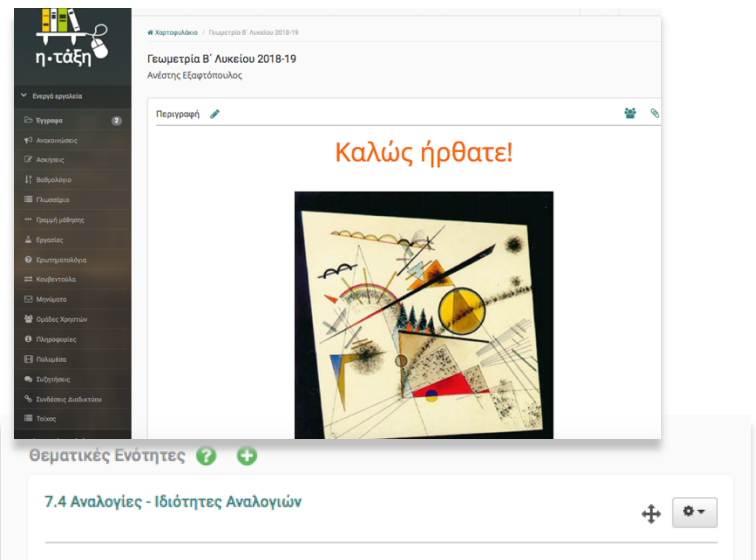 η·τάξη
Ενεργά εργαλεία
Έγγραφα 2
Ανακοινώσεις
Ασκήσεις
Βαθμολόγιο
Γλωσσάριο
Γραμμή μάθησης
Εργασίες
Ερωτηματολόγια
Κουβεντούλα
Μηνύματα
Ομάδες Χρηστών
Πληροφορίες
Πολυμέσα
Συζητήσεις
Συνδέσεις Διαδικτύου
Τοίχος
Χαρτοφυλάκιο / Γεωμετρία Β΄ Λυκείου 2018-19
Γεωμετρία Β΄ Λυκείου 2018-19
Ανέστης Εξαφτόπουλος
Περιγραφή
Καλώς ήρθατε!
Θεματικές Ενότητες
7.4 Αναλογίες - Ιδιότητες Αναλογιών